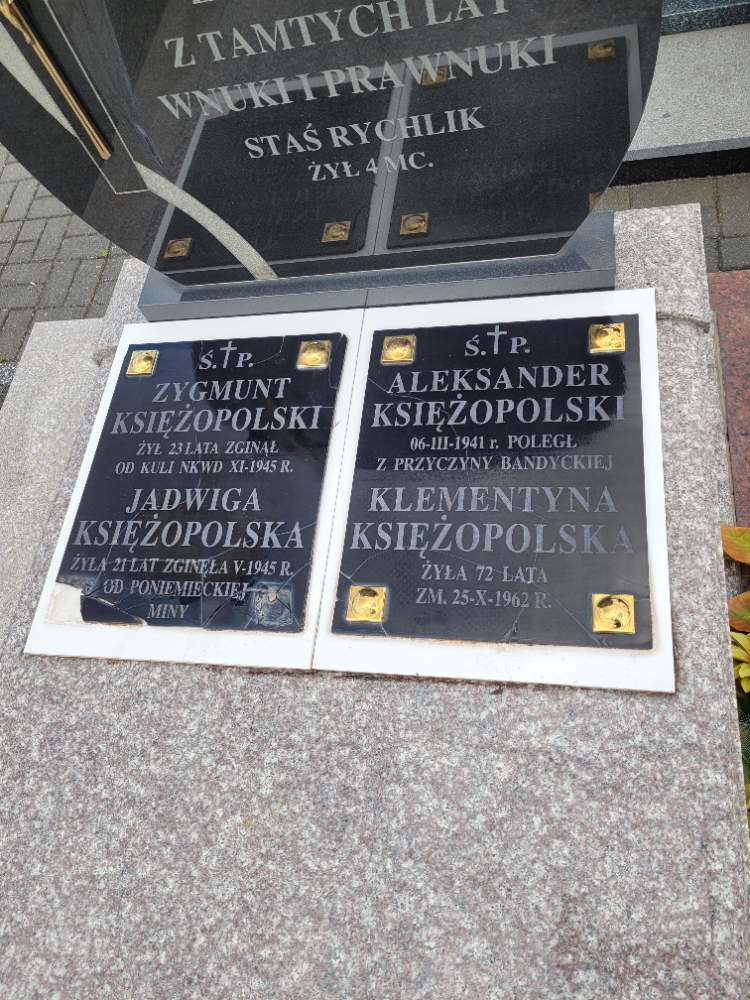 Z TAMTYCH LAT
WNUKI I PRAWNUKI
STAŚ RYCHLIK
ŻYŁ 4 MC.
Ś.†P.
ZYGMUNT
KSIĘŻOPOLSKI
ŻYŁ 23 LATA ZGINĄŁ
OD KULI NKWD XI-1945 R.
JADWIGA
KSIĘŻOPOLSKA
ŻYŁA 21 LAT ZGINĘŁA V-1945 R.
OD PONIEMIECKIEJ
MINY
Ś.†P.
ALEKSANDER
KSIĘŻOPOLSKI
06-III-1941 r. POLEGŁ
Z PRZYCZYNY BANDYCKIEJ
KLEMENTYNA
KSIĘŻOPOLSKA
ŻYŁA 72 LATA
ZM. 25-X-1962 R.